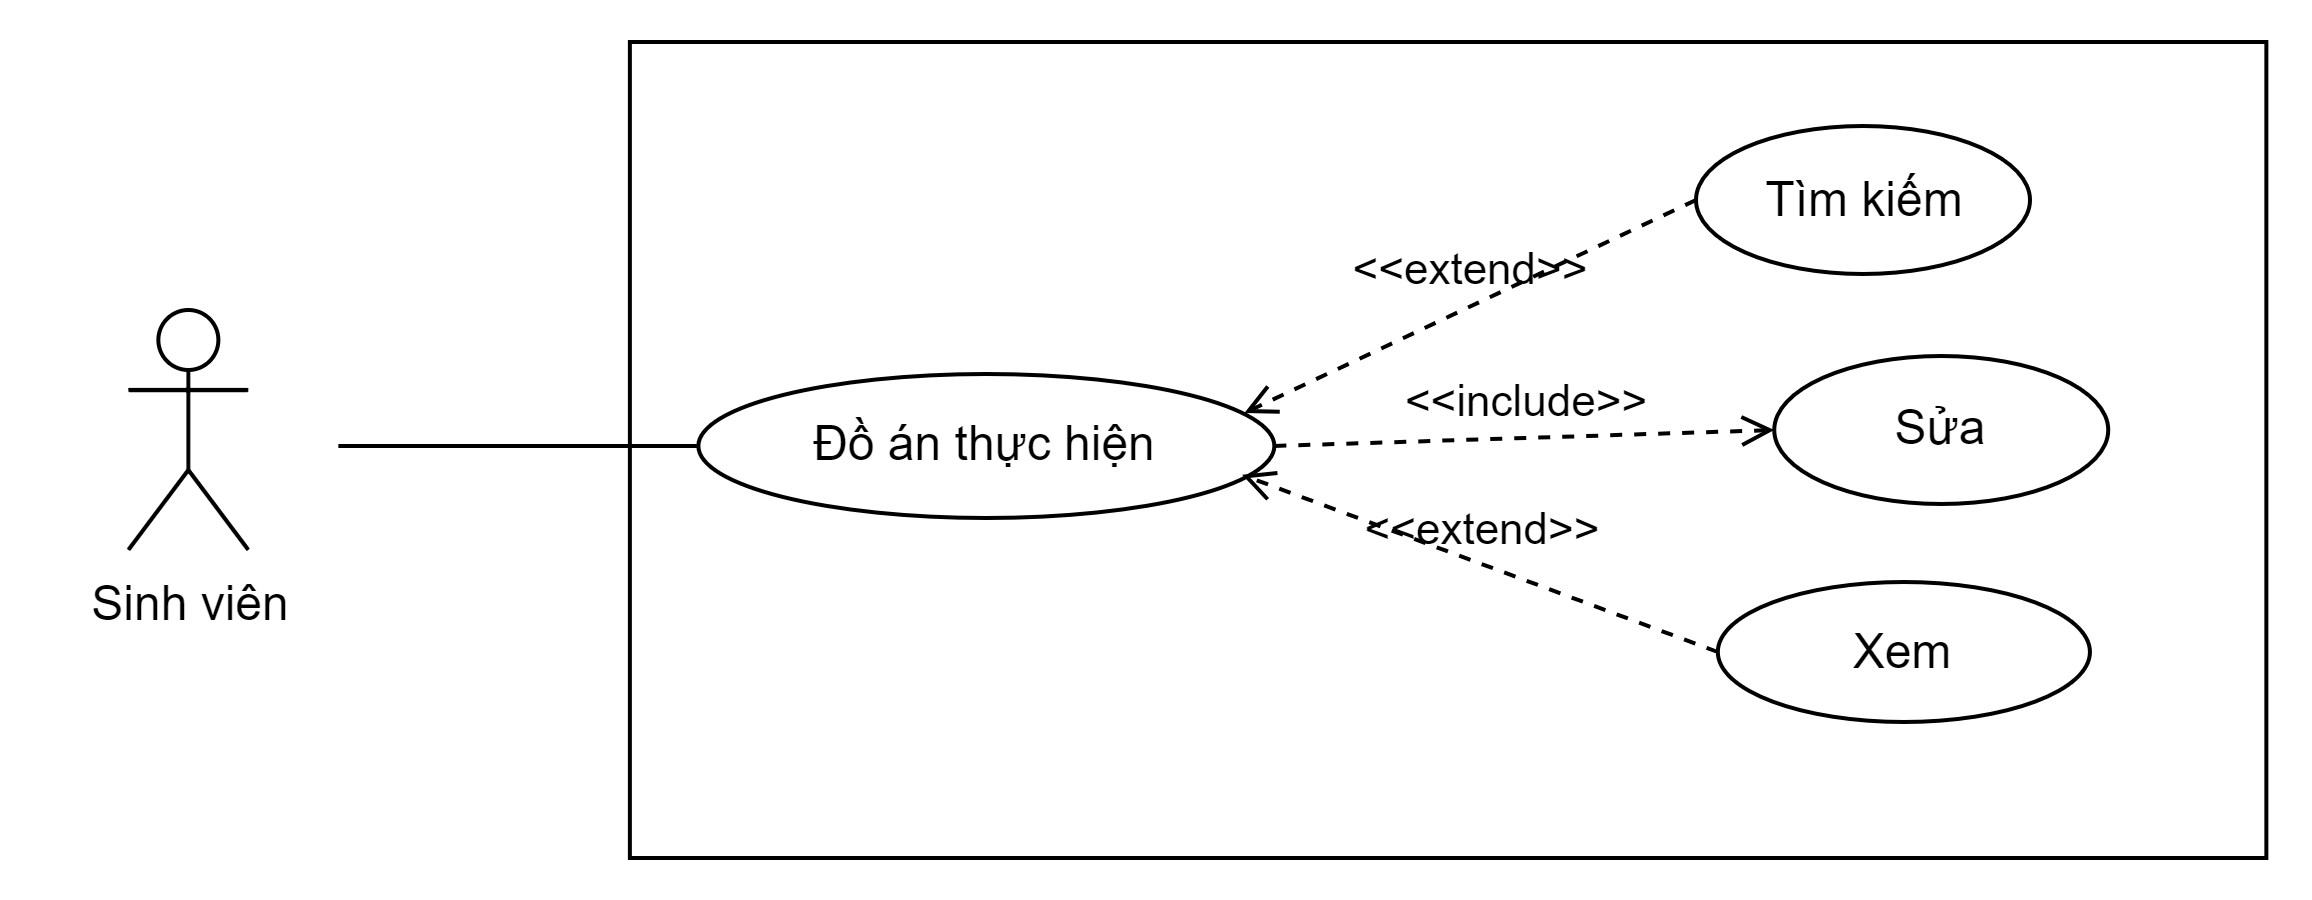 Tìm kiếm
<<extend>>
<<include>>
Sửa
Đồ án thực hiện
<<extend>>
Sinh viên
Xem